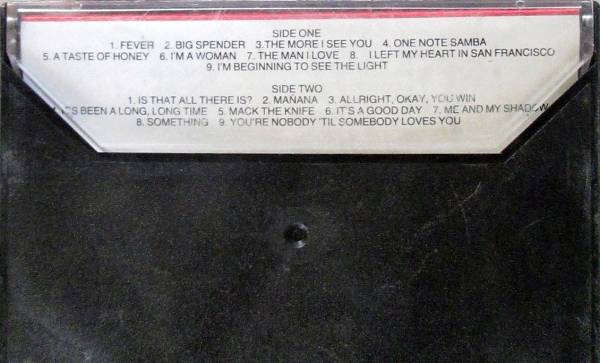 SIDE ONE
1. FEVER 2. BIG SPENDER 3. THE MORE I SEE YOU 4. ONE NOTE SAMBA
5. A TASTE OF HONEY 6. I'M A WOMAN 7. THE MAN I LOVE 8. I LEFT MY HEART IN SAN FRANCISCO
9. I'M BEGINNING TO SEE THE LIGHT
SIDE TWO
1. IS THAT ALL THERE IS? 2. MAÑANA 3. ALLRIGHT, OKAY, YOU WIN
BEEN A LONG, LONG TIME 5. MACK THE KNIFE 6. IT'S A GOOD DAY 7. ME AND MY SHADOW
8. SOMETHING 9. YOU'RE NOBODY 'TIL SOMEBODY LOVES YOU